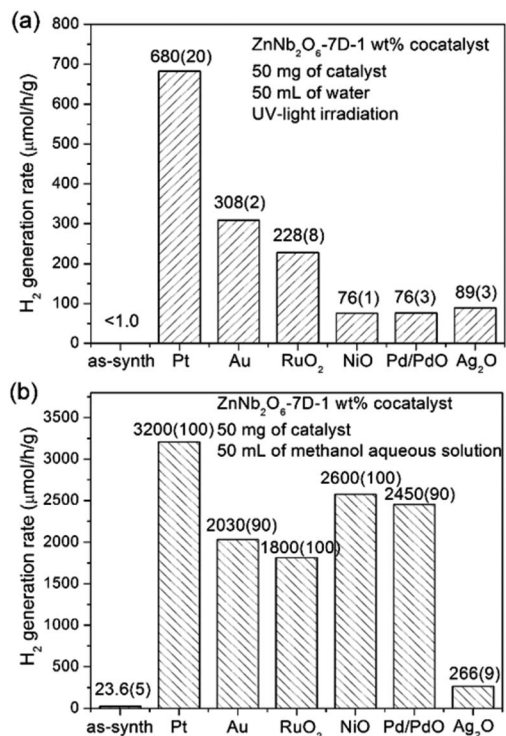 (a)
ZnNb₂O₆-7D-1 wt% cocatalyst
50 mg of catalyst
50 mL of water
UV-light irradiation
H₂ generation rate (μmol/h/g)
800
700
600
500
400
300
200
100
0
<1.0
680(20)
308(2)
228(8)
76(1)
76(3)
89(3)
as-synth Pt Au RuO₂ NiO Pd/PdO Ag₂O
(b)
ZnNb₂O₆-7D-1 wt% cocatalyst
50 mg of catalyst
50 mL of methanol aqueous solution
H₂ generation rate (μmol/h/g)
3500
3000
2500
2000
1500
1000
500
0
23.6(5)
3200(100)
2030(90)
1800(100)
2600(100)
2450(90)
266(9)
as-synth Pt Au RuO₂ NiO Pd/PdO Ag₂O